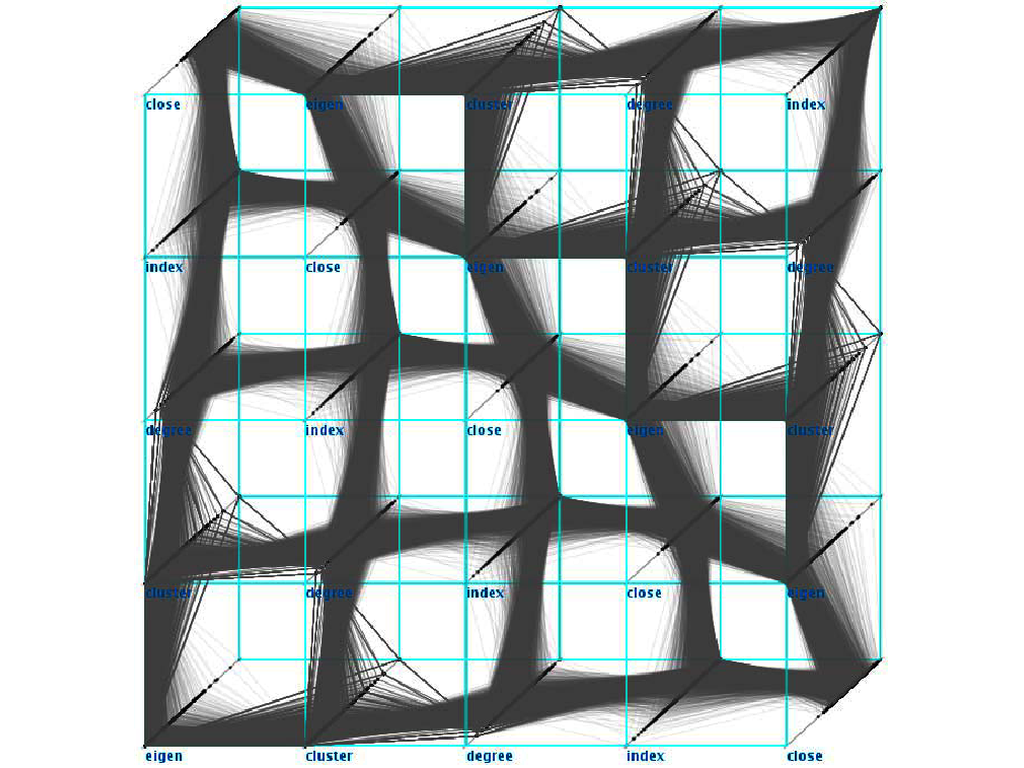 close eigen cluster degree index
index close eigen cluster degree
degree index close eigen cluster
cluster degree index close eigen
eigen cluster degree index close